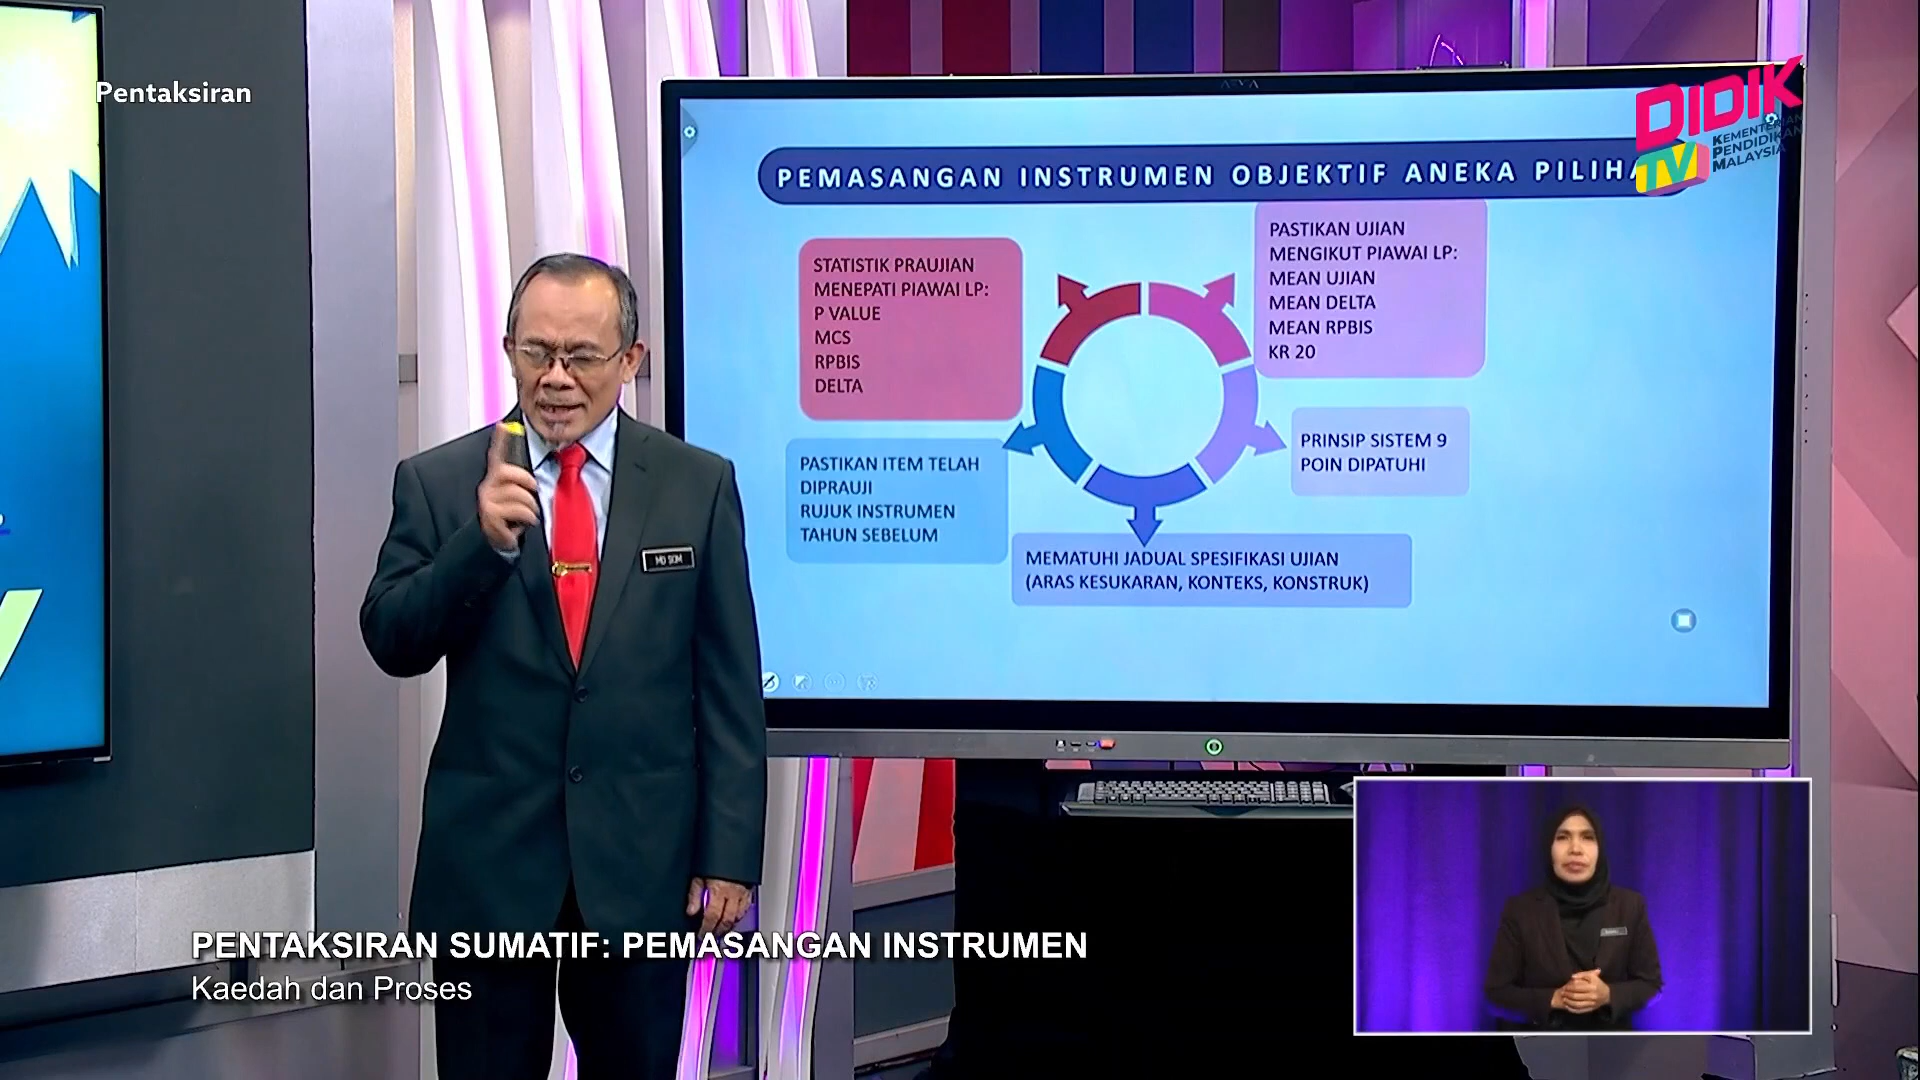 Pentaksiran
DIDIK
TV
KEMENTERIAN
PENDIDIKAN
MALAYSIA
PEMASANGAN INSTRUMEN OBJEKTIF ANEKA
STATISTIK PRAUJIAN
MENEPATI PIAWAI LP:
P VALUE
MCS
RPBIS
DELTA
PASTIKAN UJIAN
MENGIKUT PIAWAI LP:
MEAN UJIAN
MEAN DELTA
MEAN RPBIS
KR 20
PRINSIP SISTEM 9
POIN DIPATUHI
PASTIKAN ITEM TELAH
DIPRAUJI
RUJUK INSTRUMEN
TAHUN SEBELUM
MEMATUHI JADUAL SPESIFIKASI UJIAN
(ARAS KESUKARAN, KONTEKS, KONSTRUK)
MD SOM
PENTAKSIRAN SUMATIF: PEMASANGAN INSTRUMEN
Kaedah dan Proses